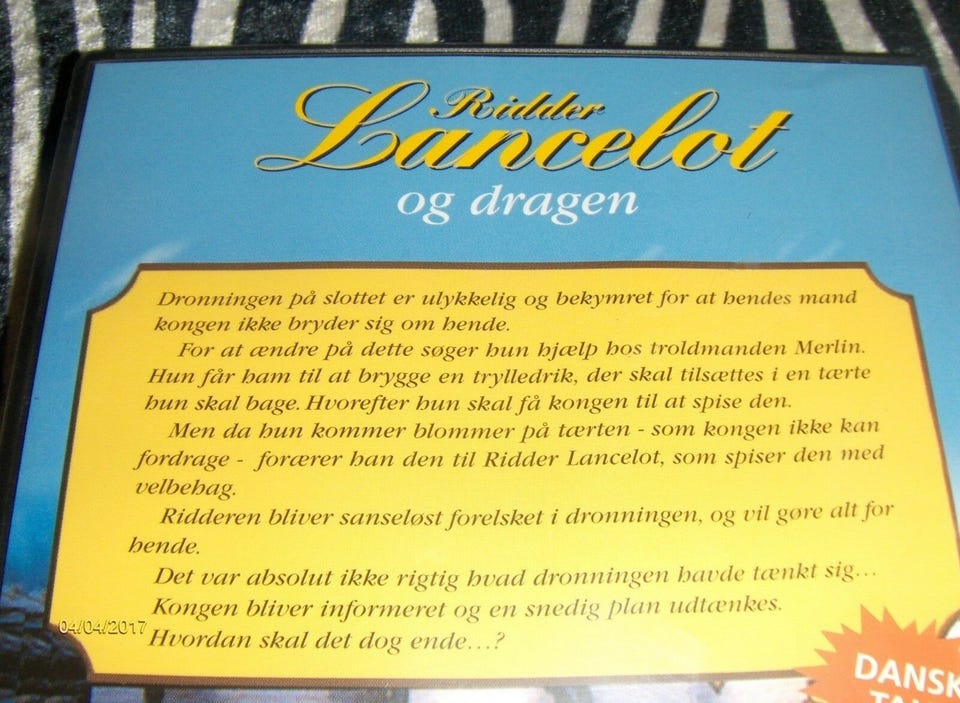 Ridder
Lancelot
og dragen
Dronningen på slottet er ulykkelig og bekymret for at hendes mand
kongen ikke bryder sig om hende.
For at ændre på dette søger hun hjælp hos troldmanden Merlin.
Hun får ham til at brygge en trylledrik, der skal tilsættes i en tærte
hun skal bage. Hvorefter hun skal få kongen til at spise den.
Men da hun kommer blommer på tærten - som kongen ikke kan
fordrage - forærer han den til Ridder Lancelot, som spiser den med
velbehag.
Ridderen bliver sanseløst forelsket i dronningen, og vil gøre alt for
hende.
Det var absolut ikke rigtig hvad dronningen havde tænkt sig...
Kongen bliver informeret og en snedig plan udtænkes.
04/04/2017
Hvordan skal det dog ende...?
DANSK